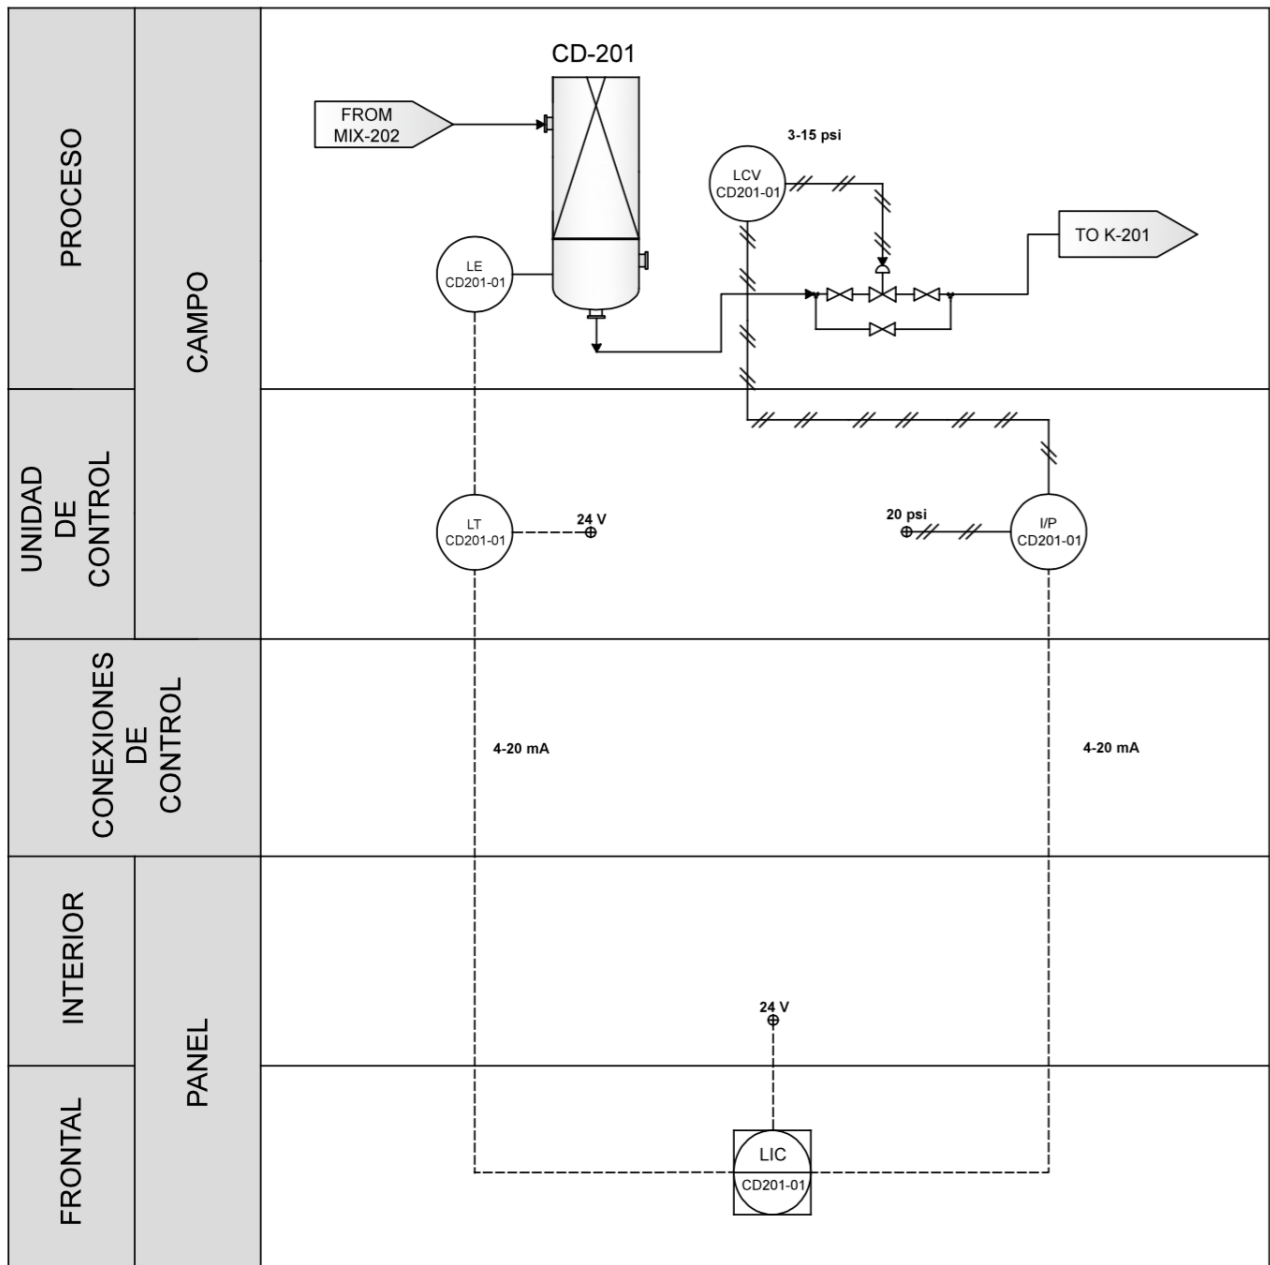 PROCESO
CAMPO
CD-201
FROM
MIX-202
3-15 psi
LCV
CD201-01
TO K-201
LE
CD201-01
UNIDAD
DE
CONTROL
LT
CD201-01
24 V
20 psi
I/P
CD201-01
CONEXIONES
DE
CONTROL
4-20 mA
4-20 mA
INTERIOR
PANEL
24 V
FRONTAL
LIC
CD201-01